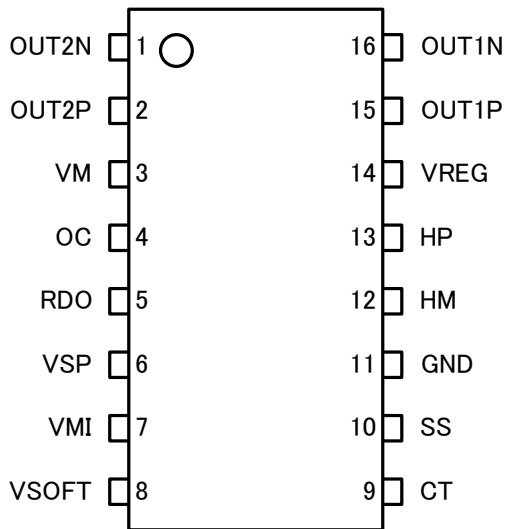 OUT2N 1 16 OUT1N
OUT2P 2 15 OUT1P
VM 3 14 VREG
OC 4 13 HP
RDO 5 12 HM
VSP 6 11 GND
VMI 7 10 SS
VSOFT 8 9 CT